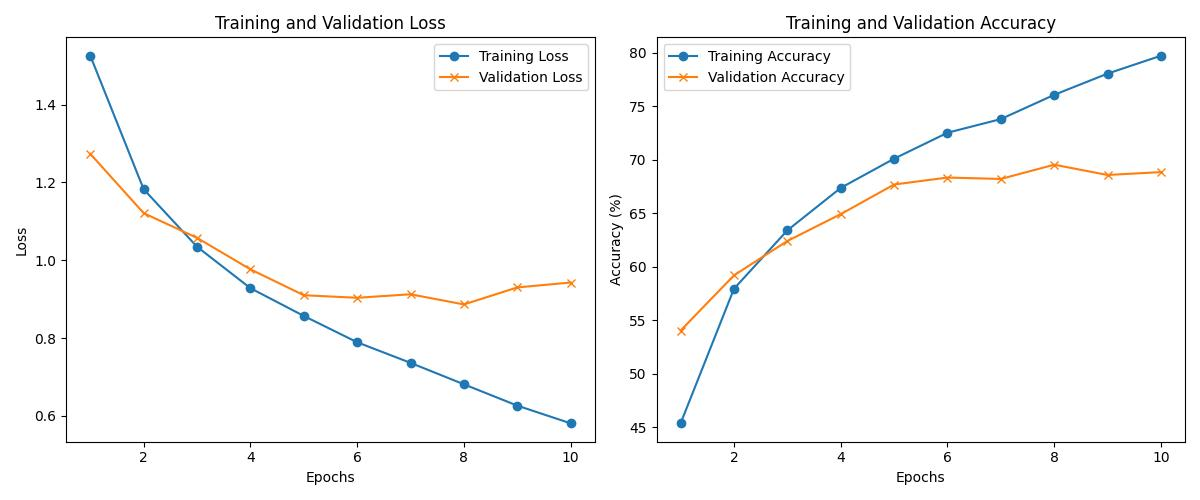 Training and Validation Loss
Training Loss
Validation Loss
1.4
1.2
1.0
0.8
0.6
Loss
2 4 6 8 10
Epochs
Training and Validation Accuracy
Training Accuracy
Validation Accuracy
80
75
70
65
60
55
50
45
Accuracy (%)
2 4 6 8 10
Epochs